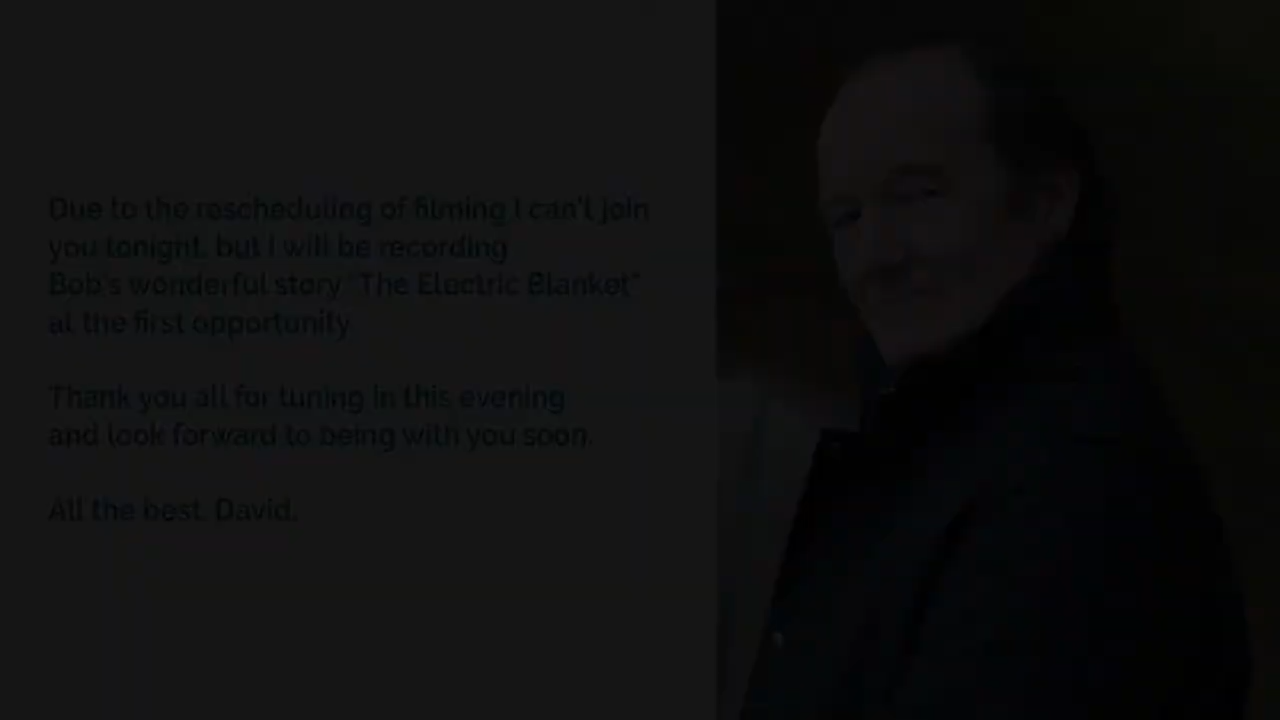 Due to the rescheduling of filming I can't join
you tonight, but I will be recording
Bob's wonderful story "The Electric Blanket"
at the first opportunity
Thank you all for tuning in this evening
and look forward to being with you soon.
All the best, David.